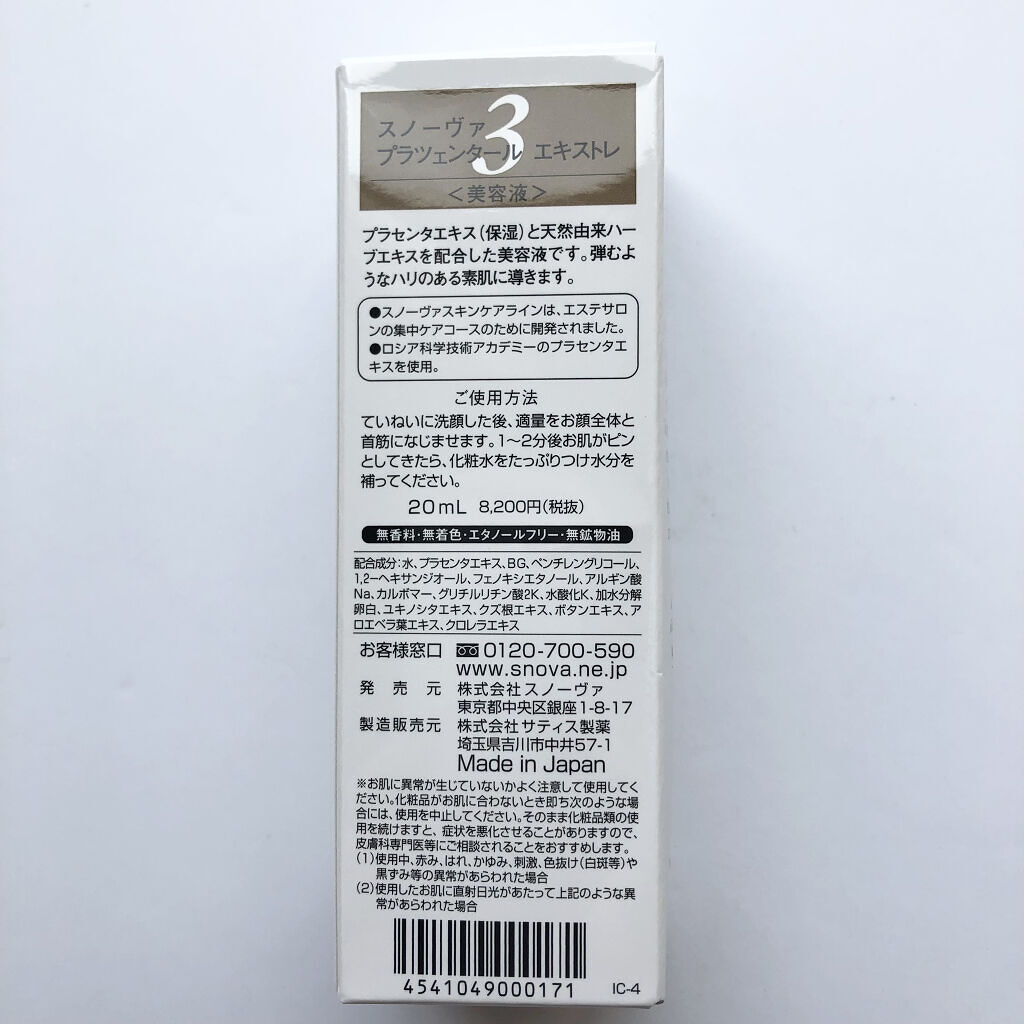 スノーヴァ 3
プラツェンタール エキストレ
＜美容液＞
プラセンタエキス（保湿）と天然由来ハー
ブエキスを配合した美容液です。弾むよ
うなハリのある素肌に導きます。
●スノーヴァスキンケアラインは、エステサロ
ンの集中ケアコースのために開発されました。
●ロシア科学技術アカデミーのプラセンタエ
キスを使用。
ご使用方法
ていねいに洗顔した後、適量をお顔全体と
首筋になじませます。1～2分後お肌がピン
としてきたら、化粧水をたっぷりつけ水分を
補ってください。
20mL 8,200円（税抜）
無香料・無着色・エタノールフリー・無鉱物油
配合成分：水、プラセンタエキス、BG、ペンチレングリコール、
1,2-ヘキサンジオール、フェノキシエタノール、アルギン酸
Na、カルボマー、グリチルリチン酸2K、水酸化K、加水分解
卵白、ユキノシタエキス、クズ根エキス、ボタンエキス、ア
ロエベラ葉エキス、クロレラエキス
お客様窓口 0120-700-590
www.snova.ne.jp
発売元 株式会社スノーヴァ
東京都中央区銀座1-8-17
製造販売元 株式会社サティス製薬
埼玉県吉川市中井57-1
Made in Japan
※お肌に異常が生じていないかよく注意して使用してく
ださい。化粧品がお肌に合わないとき即ち次のような場
合には、使用を中止してください。そのまま化粧品類の使
用を続けますと、症状を悪化させることがありますので、
皮膚科専門医等にご相談されることをおすすめします。
（1）使用中、赤み、はれ、かゆみ、刺激、色抜け（白斑等）や
黒ずみ等の異常があらわれた場合
（2）使用したお肌に直射日光があたって上記のような異
常があらわれた場合
4541049000171
IC-4